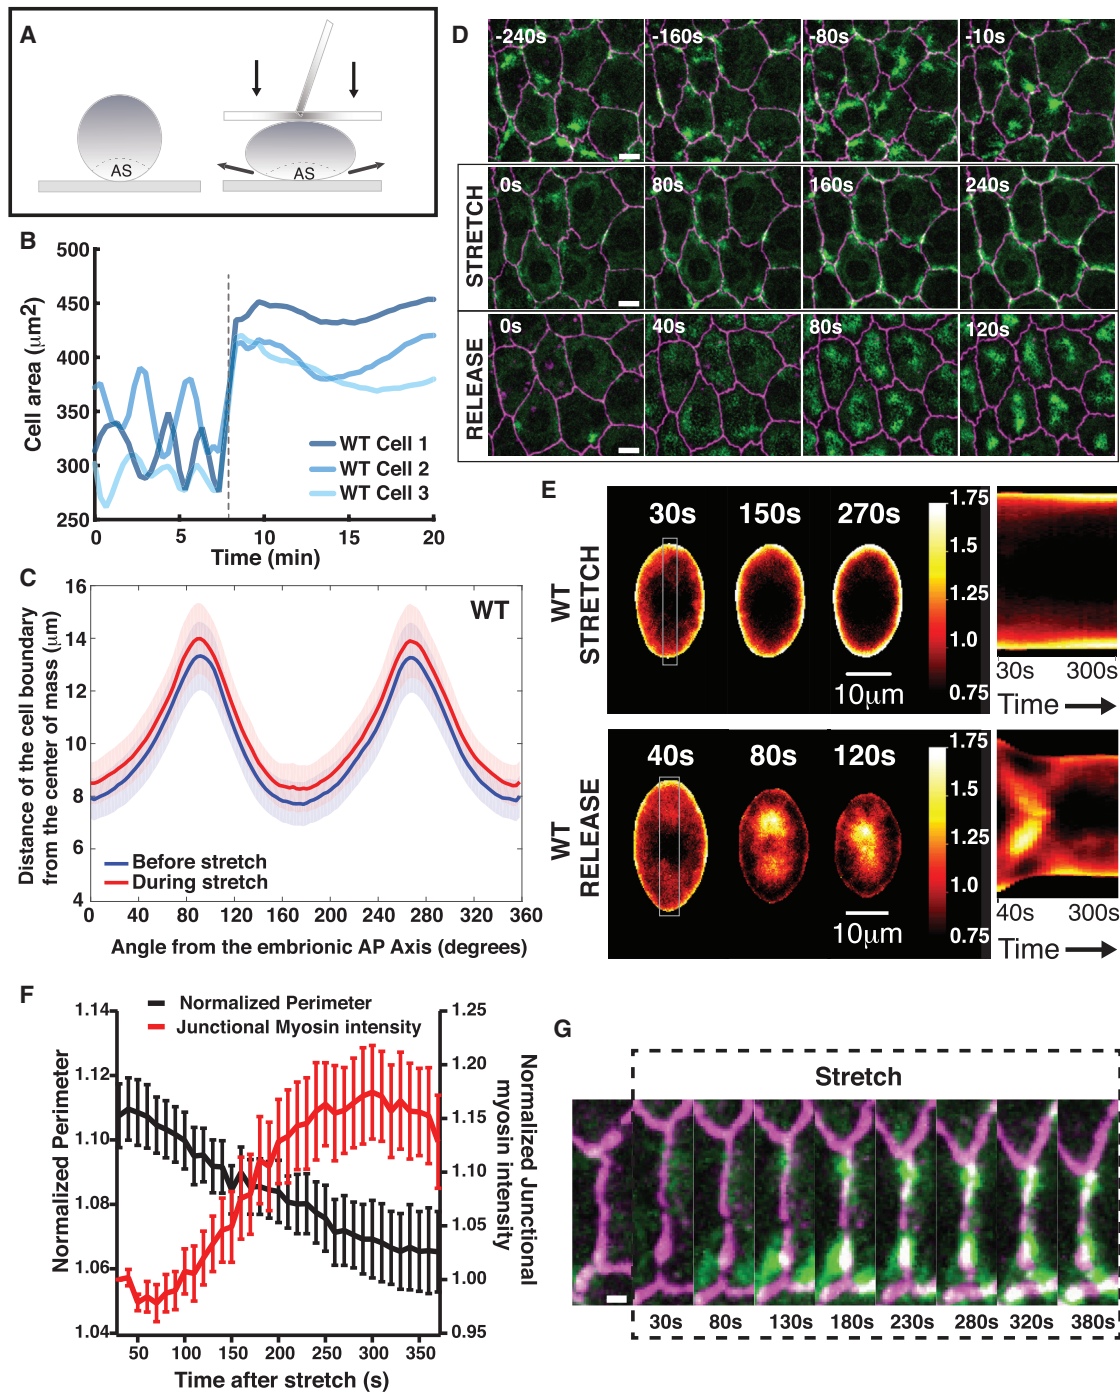 A
AS
AS
B
Cell area (μm2)
500
450
400
350
300
250
WT Cell 1
WT Cell 2
WT Cell 3
0
5
10
15
20
Time (min)
C
Distance of the cell boundary
from the center of mass (μm)
16
14
12
10
8
6
4
WT
Before stretch
During stretch
0
40
80
120
160
200
240
280
320
360
Angle from the embrionic AP Axis (degrees)
D
-240s
-160s
-80s
-10s
STRETCH
0s
80s
160s
240s
RELEASE
0s
40s
80s
120s
E
WT
STRETCH
30s
150s
270s
10μm
1.75
1.5
1.25
1.0
0.75
30s
300s
Time
WT
RELEASE
40s
80s
120s
10μm
1.75
1.5
1.25
1.0
0.75
40s
300s
Time
F
Normalized Perimeter
Junctional Myosin intensity
Normalized Perimeter
1.14
1.12
1.10
1.08
1.06
1.04
1.25
1.20
1.15
1.10
1.05
1.00
0.95
Normalized Junctional
myosin intensity
50
100
150
200
250
300
350
Time after stretch (s)
G
Stretch
30s
80s
130s
180s
230s
280s
320s
380s